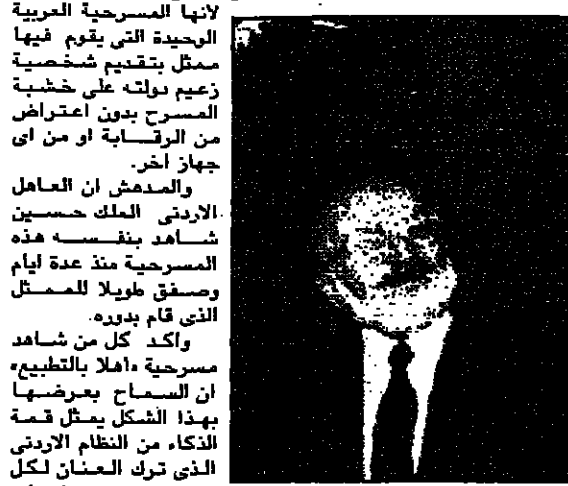 لأنها المسرحية العربية
الوحيدة التي يقوم فيها
ممثل بتقديم شخصية
زعيم دولته على خشبة
المسرح بدون اعتراض
من الرقابة او من اى
جهاز اخر.
والمدهش ان العاهل
الاردنى الملك حسين
شاهد بنفسه هذه
المسرحية منذ عدة ايام
وصفق طويلا للممثل
الذى قام بدوره.
واكد كل من شاهد
مسرحية «اهلا بالتطبيع»
ان السماح بعرضها
بهذا الشكل يمثل قمة
الذكاء من النظام الاردنى
الذى ترك العنان لكل